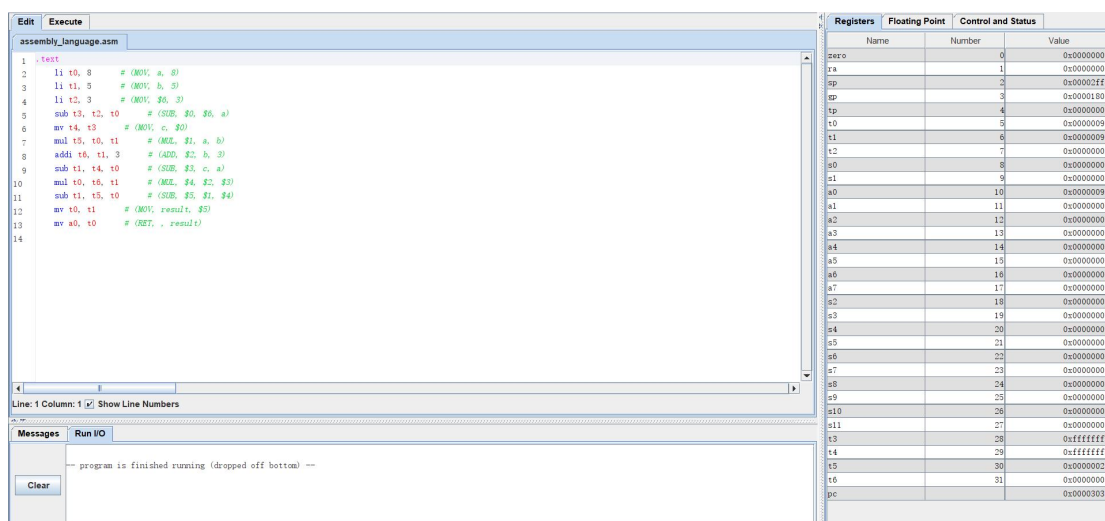 Edit Execute
assembly_language.asm
1 .text
2 li t0, 8 # (MOV, a, 8)
3 li t1, 5 # (MOV, b, 5)
4 li t2, 3 # (MOV, $6, 3)
5 sub t3, t2, t0 # (SUB, $0, $6, a)
6 mv t4, t3 # (MOV, c, $0)
7 mul t5, t0, t1 # (MUL, $1, a, b)
8 addi t6, t1, 3 # (ADD, $2, b, 3)
9 sub t1, t4, t0 # (SUB, $3, c, a)
10 mul t0, t6, t1 # (MUL, $4, $2, $3)
11 sub t1, t5, t0 # (SUB, $5, $1, $4)
12 mv t0, t1 # (MOV, result, $5)
13 mv a0, t0 # (RET, , result)
14
Line: 1 Column: 1 Show Line Numbers
Messages Run I/O
-- program is finished running (dropped off bottom) --
Clear
Registers Floating Point Control and Status
Name Number Value
zero 0 0x0000000
ra 1 0x0000000
sp 2 0x00002ff
gp 3 0x0000180
tp 4 0x0000000
t0 5 0x0000009
t1 6 0x0000009
t2 7 0x0000000
s0 8 0x0000000
s1 9 0x0000000
a0 10 0x0000009
a1 11 0x0000000
a2 12 0x0000000
a3 13 0x0000000
a4 14 0x0000000
a5 15 0x0000000
a6 16 0x0000000
a7 17 0x0000000
s2 18 0x0000000
s3 19 0x0000000
s4 20 0x0000000
s5 21 0x0000000
s6 22 0x0000000
s7 23 0x0000000
s8 24 0x0000000
s9 25 0x0000000
s10 26 0x0000000
s11 27 0x0000000
t3 28 0xfffffff
t4 29 0xfffffff
t5 30 0x0000002
t6 31 0x0000000
pc 0x0000303